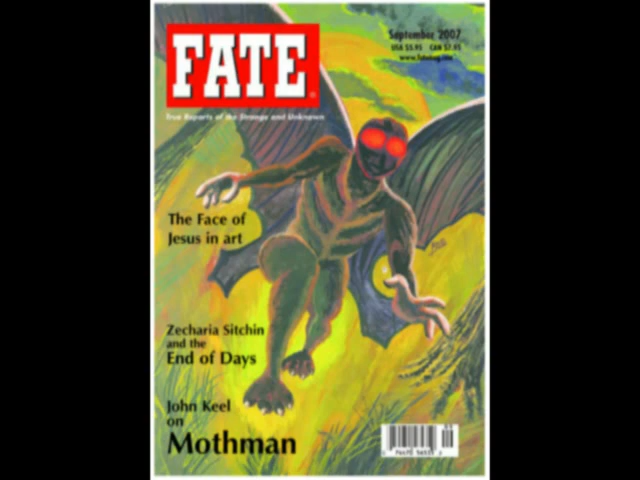 FATE
September 2007
USA $5.95 CAN $7.95
www.fatemag.com
True Reports of the Strange and Unknown
The Face of
Jesus in art
Zecharia Sitchin
and the
End of Days
John Keel
on
Mothman